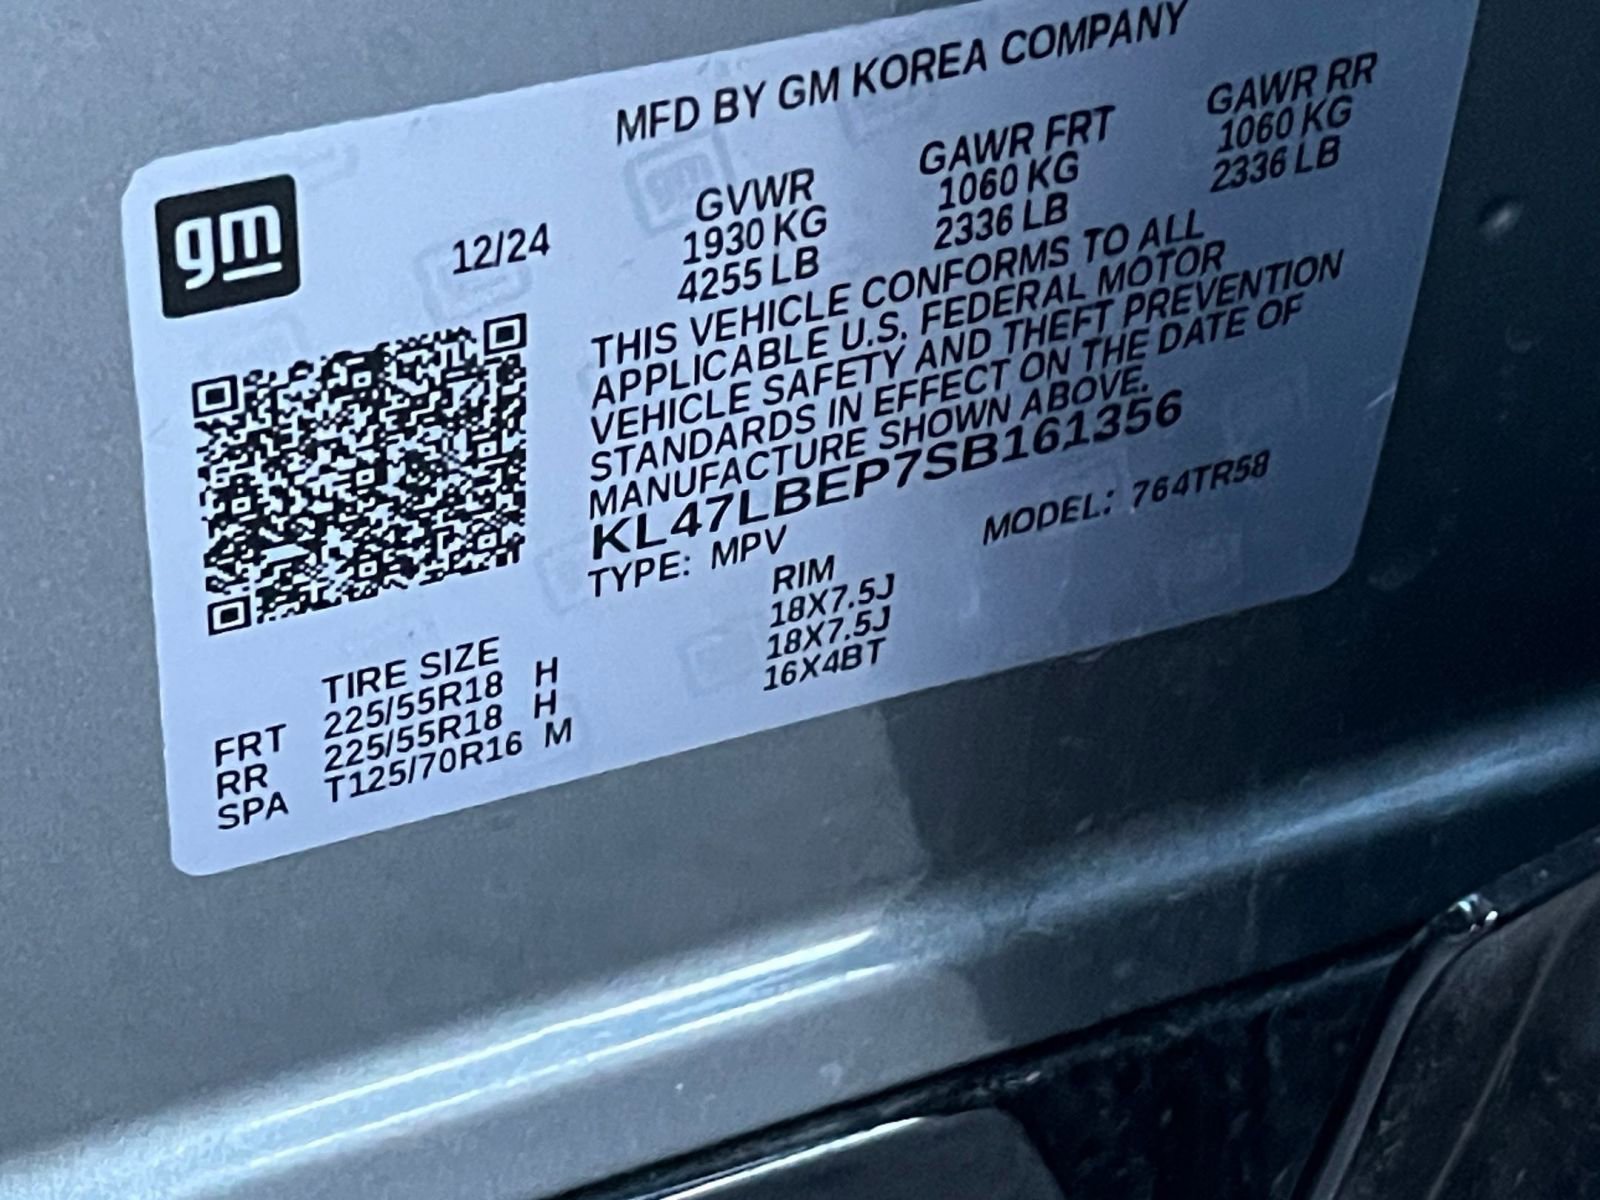 gm
MFD BY GM KOREA COMPANY
12/24
GVWR GAWR FRT GAWR RR
1930 KG 1060 KG 1060 KG
4255 LB 2336 LB 2336 LB
THIS VEHICLE CONFORMS TO ALL
APPLICABLE U.S. FEDERAL MOTOR
VEHICLE SAFETY AND THEFT PREVENTION
STANDARDS IN EFFECT ON THE DATE OF
MANUFACTURE SHOWN ABOVE.
KL47LBEP7SB161356
TYPE: MPV MODEL: 764TR58
TIRE SIZE RIM
FRT 225/55R18 H 18X7.5J
RR 225/55R18 H 18X7.5J
SPA T125/70R16 M 16X4BT